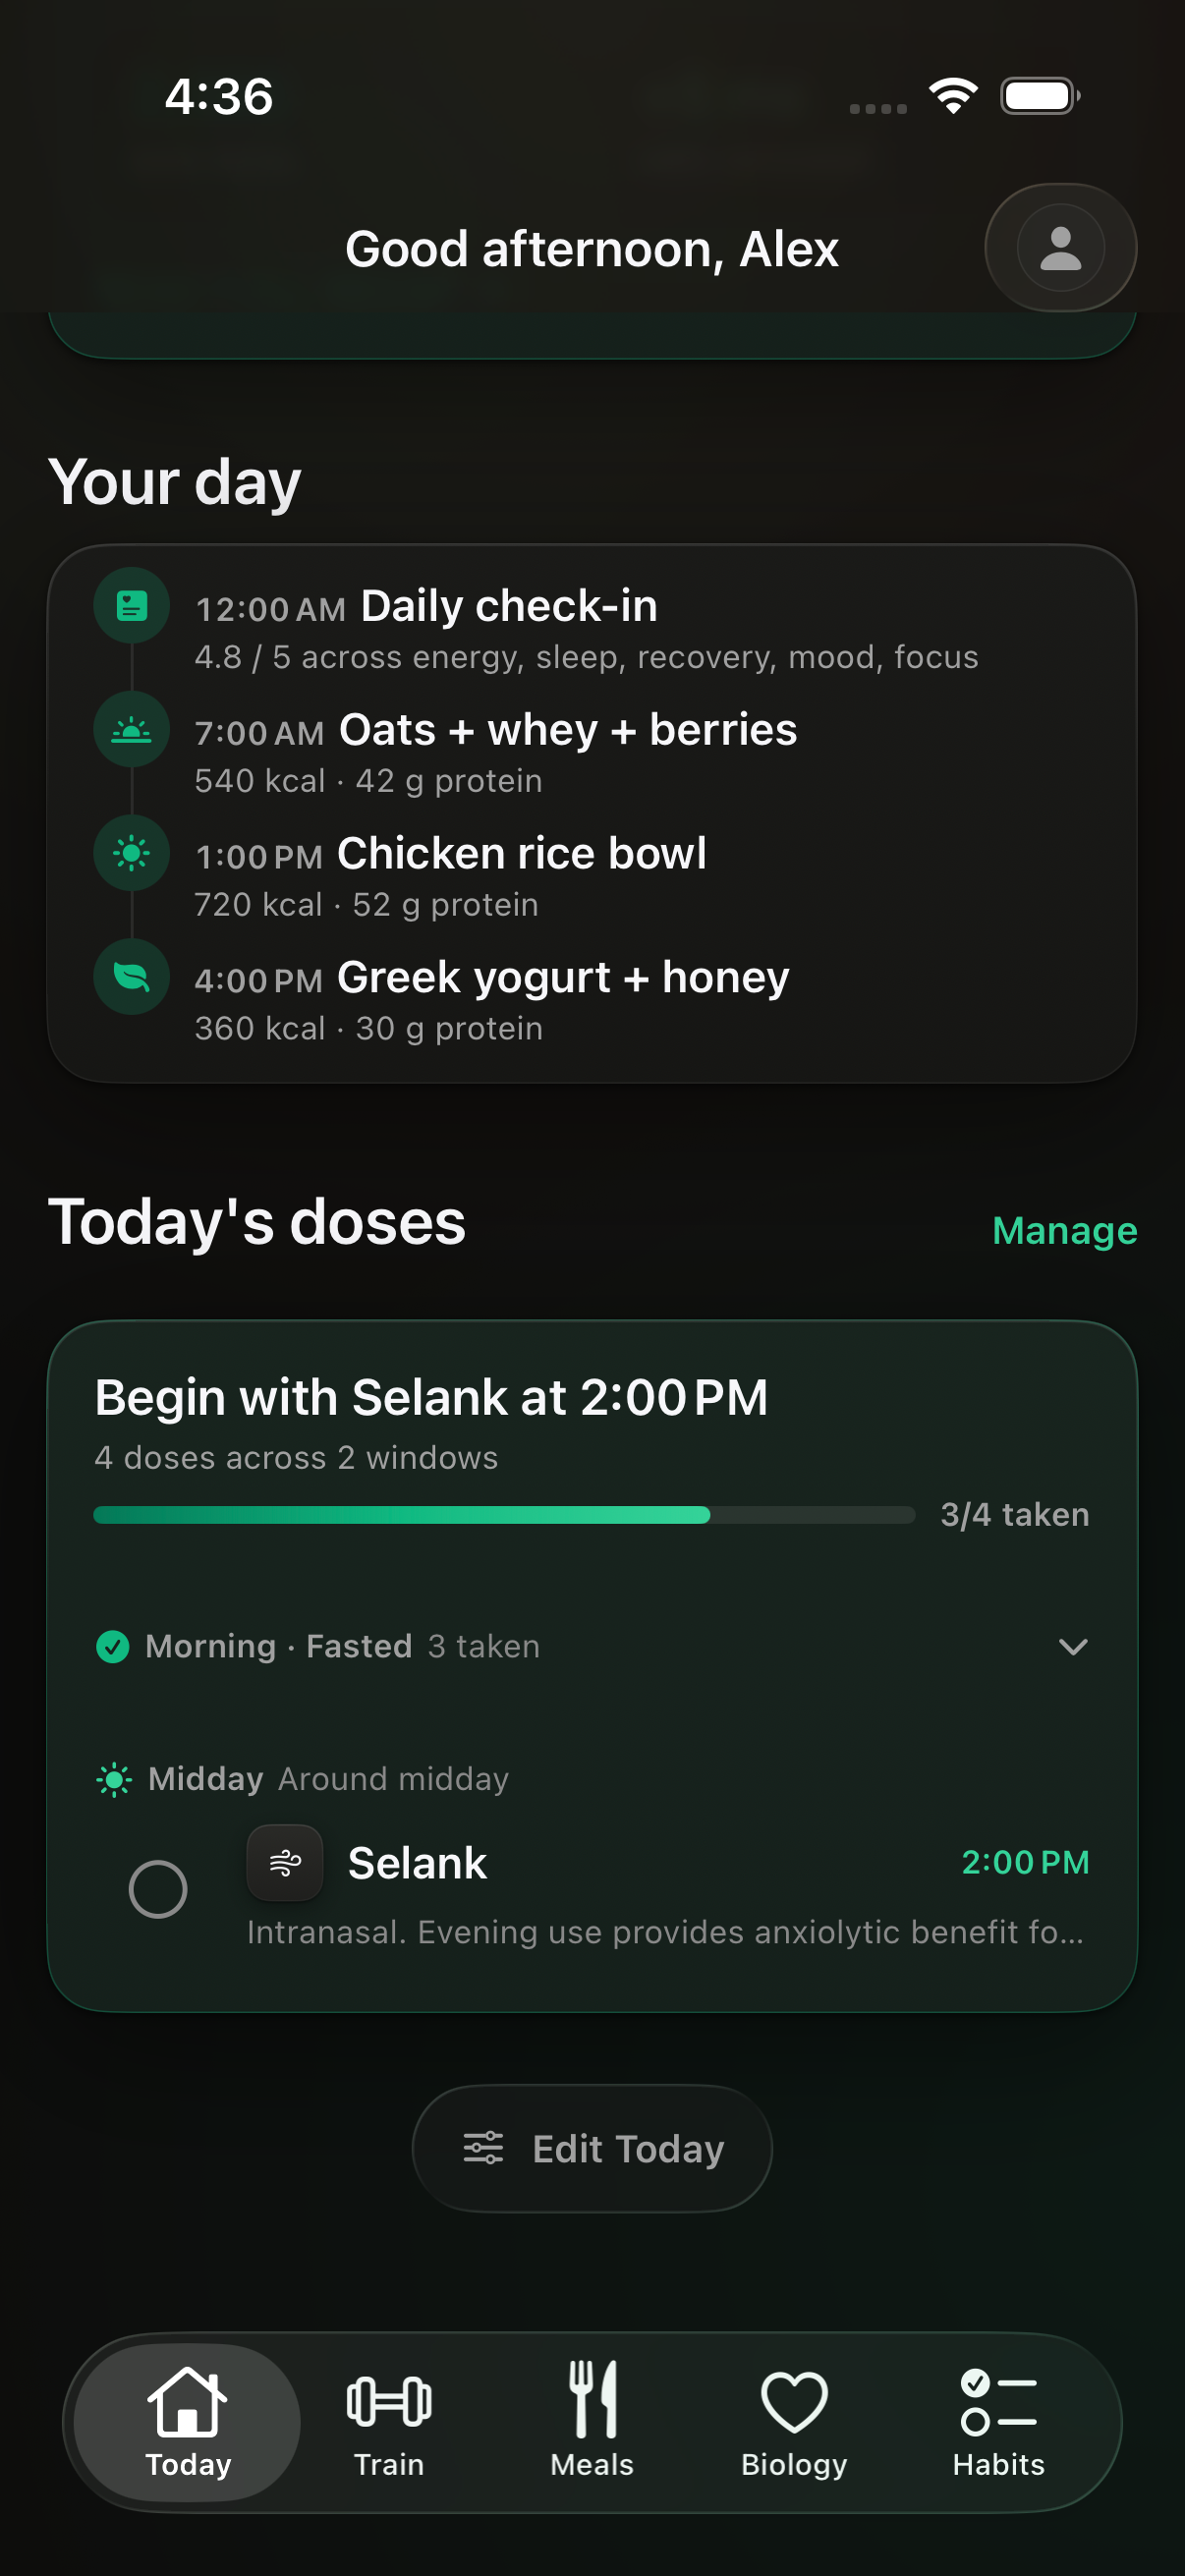 4:36
Good afternoon, Alex
Your day
12:00 AM Daily check-in
4.8 / 5 across energy, sleep, recovery, mood, focus
7:00 AM Oats + whey + berries
540 kcal · 42 g protein
1:00 PM Chicken rice bowl
720 kcal · 52 g protein
4:00 PM Greek yogurt + honey
360 kcal · 30 g protein
Today's doses
Manage
Begin with Selank at 2:00 PM
4 doses across 2 windows
3/4 taken
Morning · Fasted 3 taken
Midday Around midday
Selank 2:00 PM
Intranasal. Evening use provides anxiolytic benefit fo...
Edit Today
Today Train Meals Biology Habits